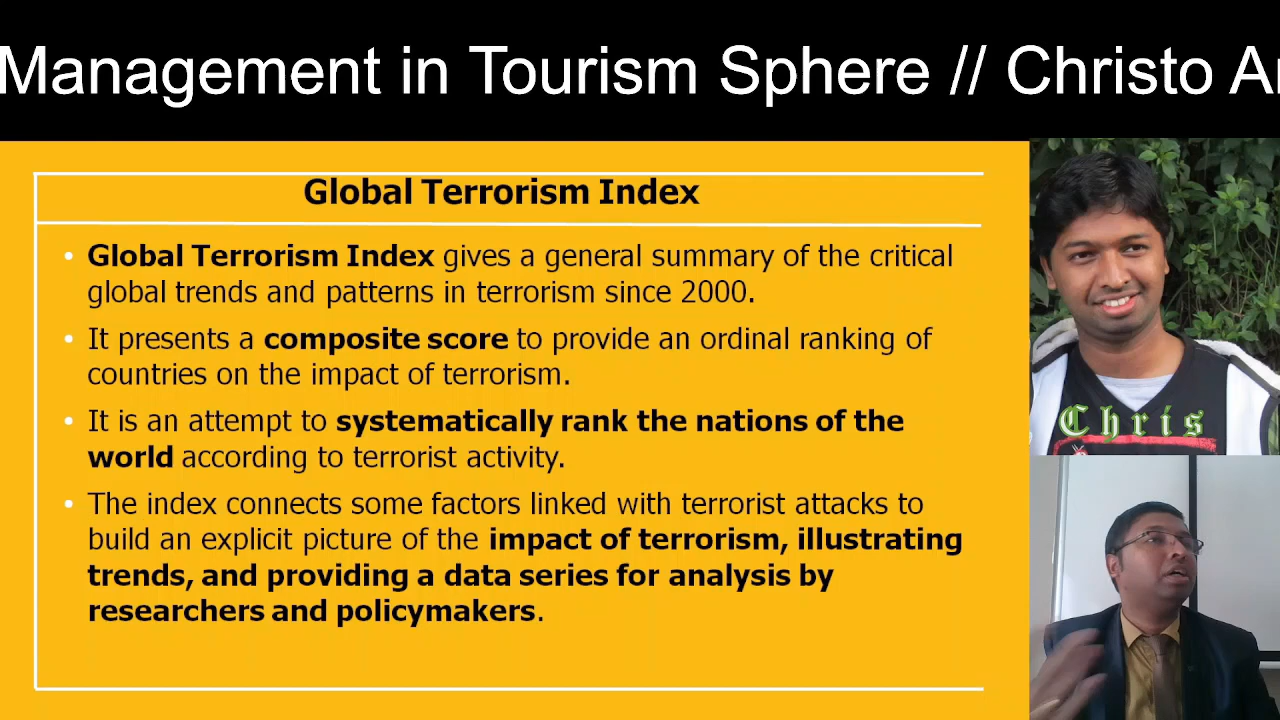 Management in Tourism Sphere // Christo A
Global Terrorism Index
• Global Terrorism Index gives a general summary of the critical
global trends and patterns in terrorism since 2000.
• It presents a composite score to provide an ordinal ranking of
countries on the impact of terrorism.
• It is an attempt to systematically rank the nations of the
world according to terrorist activity.
• The index connects some factors linked with terrorist attacks to
build an explicit picture of the impact of terrorism, illustrating
trends, and providing a data series for analysis by
researchers and policymakers.
Chris